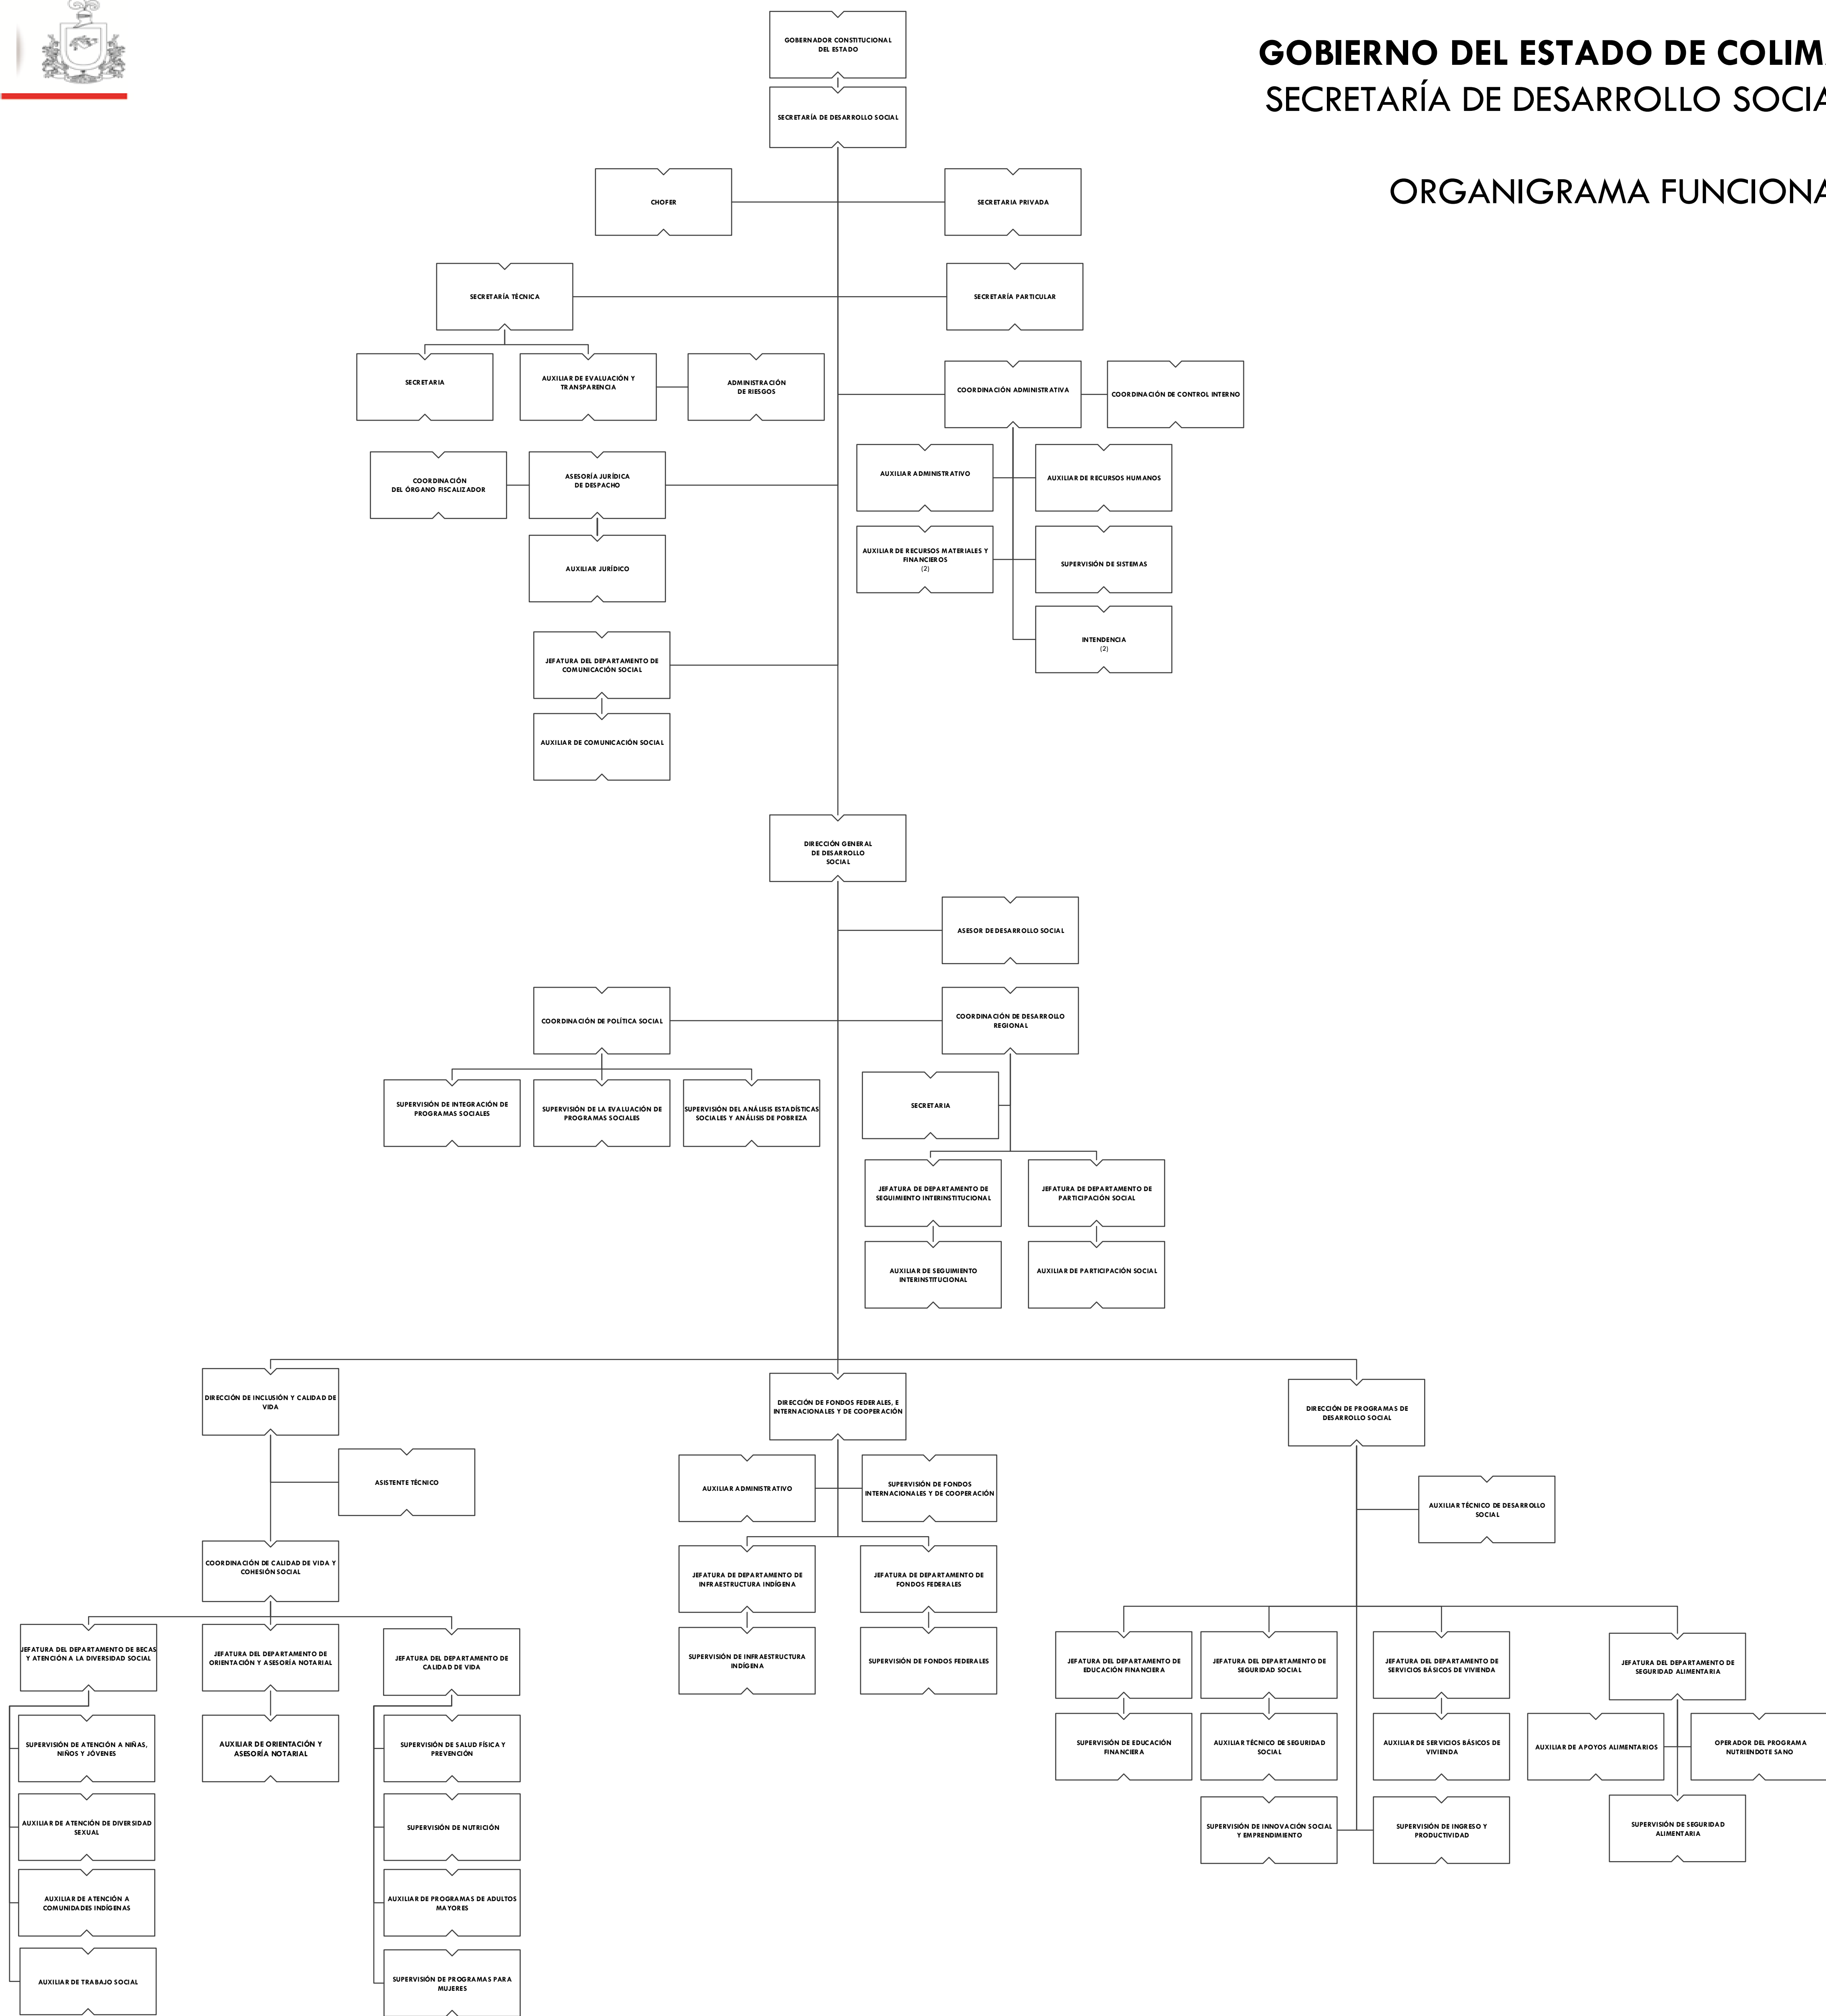 GOBIERNO DEL ESTADO DE COLIMA
SECRETARÍA DE DESARROLLO SOCIA
ORGANIGRAMA FUNCIONA
GOBERNADOR CONSTITUCIONAL
DEL ESTADO
SECRETARÍA DE DESARROLLO SOCIAL
CHOFER
SECRETARIA PRIVADA
SECRETARÍA TÉCNICA
SECRETARÍA PARTICULAR
SECRETARIA
AUXILIAR DE EVALUACIÓN Y
TRANSPARENCIA
ADMINISTRACIÓN
DE RIESGOS
COORDINACIÓN ADMINISTRATIVA
COORDINACIÓN DE CONTROL INTERNO
COORDINACIÓN
DEL ÓRGANO FISCALIZADOR
ASESORÍA JURÍDICA
DE DESPACHO
AUXILIAR ADMINISTRATIVO
AUXILIAR DE RECURSOS HUMANOS
AUXILIAR JURÍDICO
AUXILIAR DE RECURSOS MATERIALES Y
FINANCIEROS
(2)
SUPERVISIÓN DE SISTEMAS
INTENDENCIA
(2)
JEFATURA DEL DEPARTAMENTO DE
COMUNICACIÓN SOCIAL
AUXILIAR DE COMUNICACIÓN SOCIAL
DIRECCIÓN GENERAL
DE DESARROLLO
SOCIAL
ASESOR DE DESARROLLO SOCIAL
COORDINACIÓN DE POLÍTICA SOCIAL
COORDINACIÓN DE DESARROLLO
REGIONAL
SUPERVISIÓN DE INTEGRACIÓN DE
PROGRAMAS SOCIALES
SUPERVISIÓN DE LA EVALUACIÓN DE
PROGRAMAS SOCIALES
SUPERVISIÓN DEL ANÁLISIS ESTADÍSTICAS
SOCIALES Y ANÁLISIS DE POBREZA
SECRETARIA
JEFATURA DE DEPARTAMENTO DE
SEGUIMIENTO INTERINSTITUCIONAL
JEFATURA DE DEPARTAMENTO DE
PARTICIPACIÓN SOCIAL
AUXILIAR DE SEGUIMIENTO
INTERINSTITUCIONAL
AUXILIAR DE PARTICIPACIÓN SOCIAL
DIRECCIÓN DE INCLUSIÓN Y CALIDAD DE
VIDA
DIRECCIÓN DE FONDOS FEDERALES, E
INTERNACIONALES Y DE COOPERACIÓN
DIRECCIÓN DE PROGRAMAS DE
DESARROLLO SOCIAL
ASISTENTE TÉCNICO
AUXILIAR ADMINISTRATIVO
SUPERVISIÓN DE FONDOS
INTERNACIONALES Y DE COOPERACIÓN
AUXILIAR TÉCNICO DE DESARROLLO
SOCIAL
COORDINACIÓN DE CALIDAD DE VIDA Y
COHESIÓN SOCIAL
JEFATURA DE DEPARTAMENTO DE
INFRAESTRUCTURA INDÍGENA
JEFATURA DE DEPARTAMENTO DE
FONDOS FEDERALES
JEFATURA DEL DEPARTAMENTO DE BECAS
Y ATENCIÓN A LA DIVERSIDAD SOCIAL
JEFATURA DEL DEPARTAMENTO DE
ORIENTACIÓN Y ASESORÍA NOTARIAL
JEFATURA DEL DEPARTAMENTO DE
CALIDAD DE VIDA
SUPERVISIÓN DE INFRAESTRUCTURA
INDÍGENA
SUPERVISIÓN DE FONDOS FEDERALES
JEFATURA DEL DEPARTAMENTO DE
EDUCACIÓN FINANCIERA
JEFATURA DEL DEPARTAMENTO DE
SEGURIDAD SOCIAL
JEFATURA DEL DEPARTAMENTO DE
SERVICIOS BÁSICOS DE VIVIENDA
JEFATURA DEL DEPARTAMENTO DE
SEGURIDAD ALIMENTARIA
SUPERVISIÓN DE ATENCIÓN A NIÑAS,
NIÑOS Y JÓVENES
AUXILIAR DE ORIENTACIÓN Y
ASESORÍA NOTARIAL
SUPERVISIÓN DE SALUD FÍSICA Y
PREVENCIÓN
SUPERVISIÓN DE EDUCACIÓN
FINANCIERA
AUXILIAR TÉCNICO DE SEGURIDAD
SOCIAL
AUXILIAR DE SERVICIOS BÁSICOS DE
VIVIENDA
AUXILIAR DE APOYOS ALIMENTARIOS
OPERADOR DEL PROGRAMA
NUTRIENDOTE SANO
AUXILIAR DE ATENCIÓN DE DIVERSIDAD
SEXUAL
SUPERVISIÓN DE NUTRICIÓN
SUPERVISIÓN DE INNOVACIÓN SOCIAL
Y EMPRENDIMIENTO
SUPERVISIÓN DE INGRESO Y
PRODUCTIVIDAD
SUPERVISIÓN DE SEGURIDAD
ALIMENTARIA
AUXILIAR DE ATENCIÓN A
COMUNIDADES INDÍGENAS
AUXILIAR DE PROGRAMAS DE ADULTOS
MAYORES
AUXILIAR DE TRABAJO SOCIAL
SUPERVISIÓN DE PROGRAMAS PARA
MUJERES